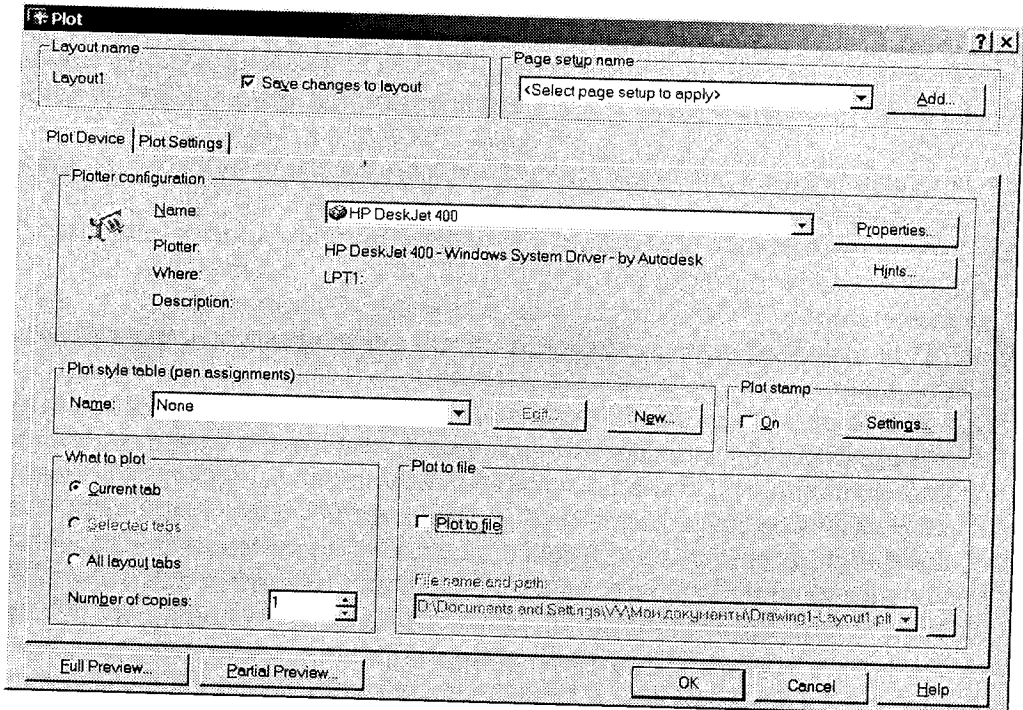 Plot
Layout name
Layout1
Save changes to layout
Page setup name
<Select page setup to apply>
Add...
Plot Device
Plot Settings
Plotter configuration
Name:
HP DeskJet 400
Properties...
Plotter:
HP DeskJet 400 - Windows System Driver - by Autodesk
Hints...
Where:
LPT1:
Description:
Plot style table (pen assignments)
Name:
None
Edit...
New...
Plot stamp
On
Settings...
What to plot
Current tab
Selected tabs
All layout tabs
Number of copies:
1
Plot to file
Plot to file
File name and path:
D:\Documents and Settings\VV\Мои документы\Drawing1-Layout1.plt
...
Full Preview...
Partial Preview...
OK
Cancel
Help